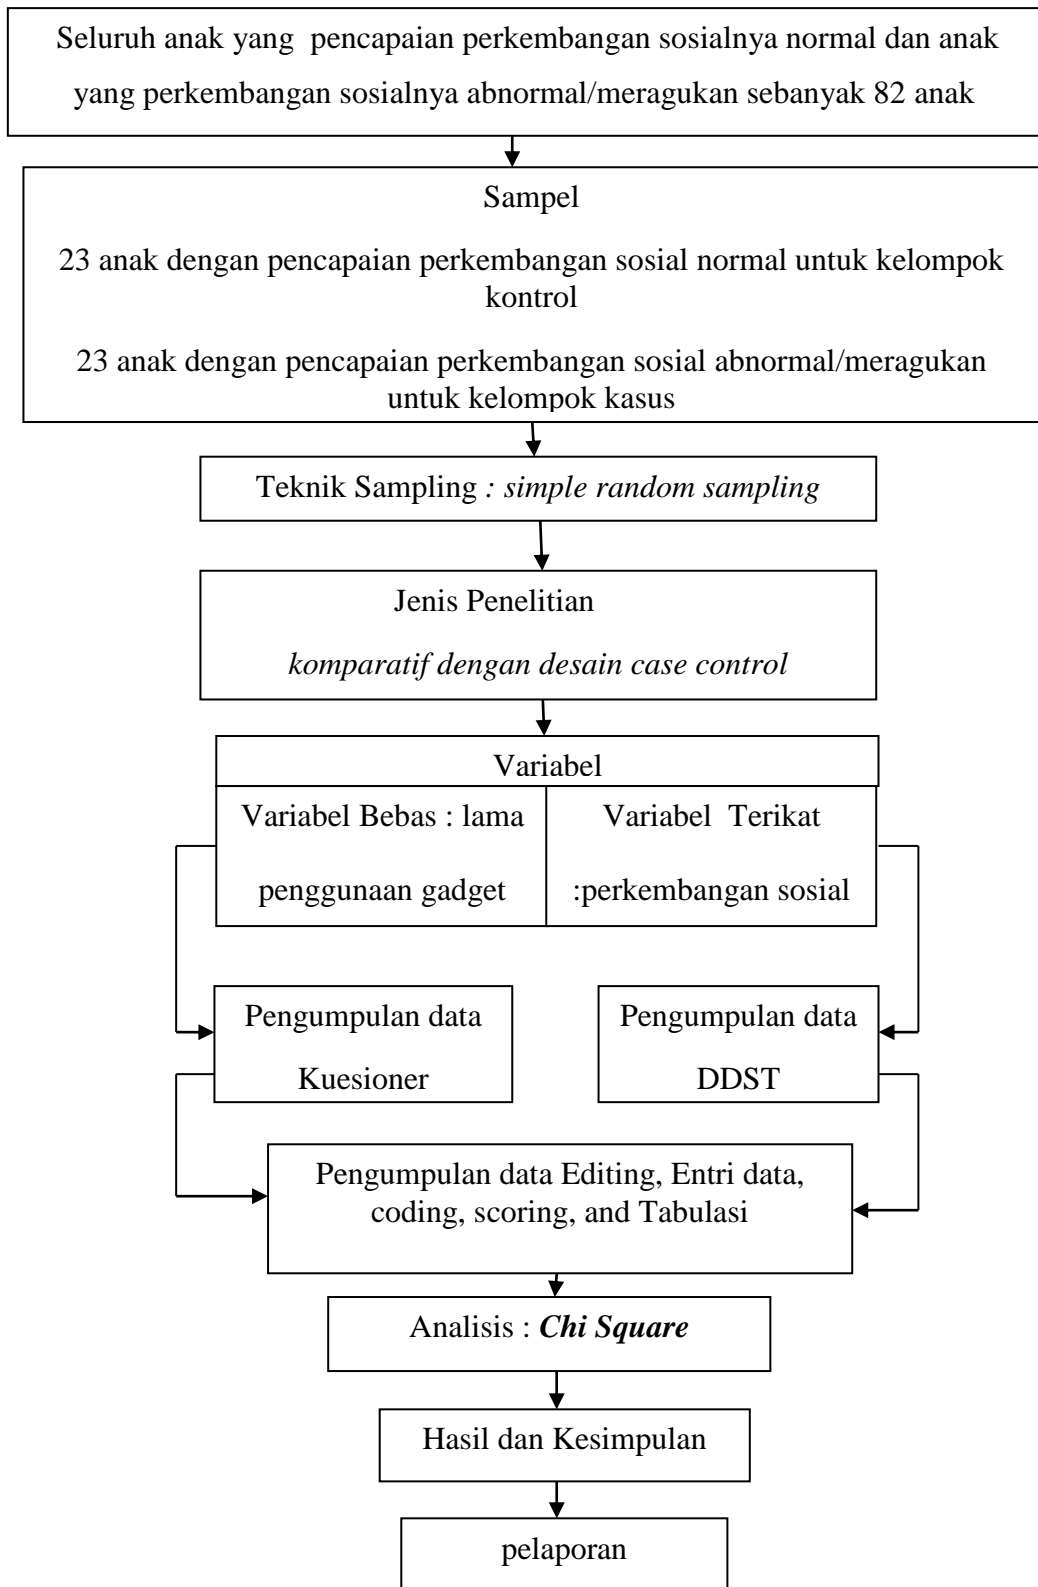 Seluruh anak yang pencapaian perkembangan sosialnya normal dan anak
yang perkembangan sosialnya abnormal/meragukan sebanyak 82 anak
Sampel
23 anak dengan pencapaian perkembangan sosial normal untuk kelompok
kontrol
23 anak dengan pencapaian perkembangan sosial abnormal/meragukan
untuk kelompok kasus
Teknik Sampling : simple random sampling
Jenis Penelitian
komparatif dengan desain case control
Variabel
Variabel Bebas : lama
penggunaan gadget
Variabel Terikat
:perkembangan sosial
Pengumpulan data
Kuesioner
Pengumpulan data
DDST
Pengumpulan data Editing, Entri data,
coding, scoring, and Tabulasi
Analisis : Chi Square
Hasil dan Kesimpulan
pelaporan